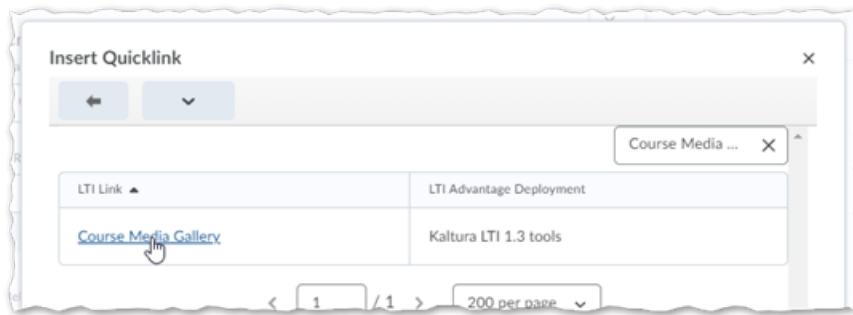 Insert Quicklink
Course Media ...
LTI Link
LTI Advantage Deployment
Course Media Gallery
Kaltura LTI 1.3 tools
1 / 1
200 per page